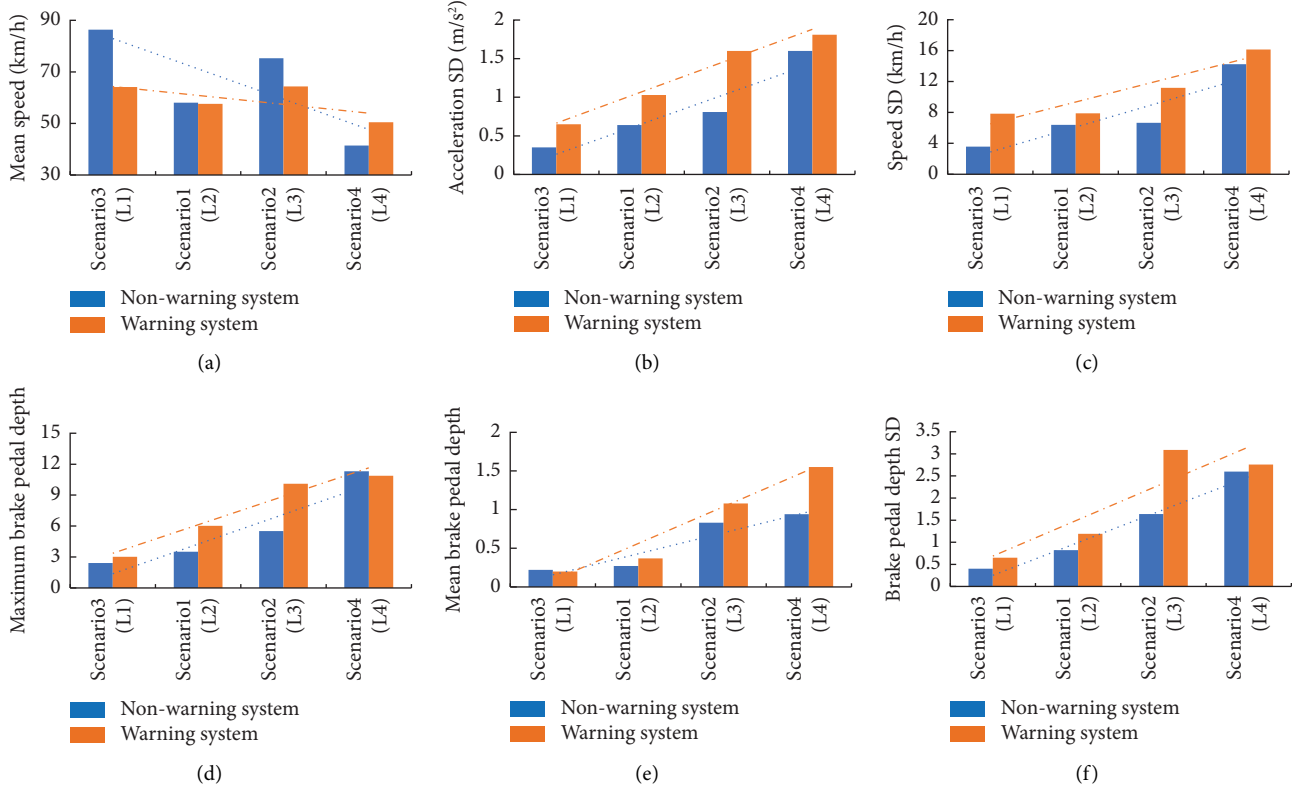 Mean speed (km/h)
90
70
50
30
Scenario3
(L1)
Scenario1
(L2)
Scenario2
(L3)
Scenario4
(L4)
Non-warning system
Warning system
(a)
Acceleration SD (m/s²)
2
1.5
1
0.5
0
Scenario3
(L1)
Scenario1
(L2)
Scenario2
(L3)
Scenario4
(L4)
Non-warning system
Warning system
(b)
Speed SD (km/h)
20
16
12
8
4
0
Scenario3
(L1)
Scenario1
(L2)
Scenario2
(L3)
Scenario4
(L4)
Non-warning system
Warning system
(c)
Maximum brake pedal depth
15
12
9
6
3
0
Scenario3
(L1)
Scenario1
(L2)
Scenario2
(L3)
Scenario4
(L4)
Non-warning system
Warning system
(d)
Mean brake pedal depth
2
1.5
1
0.5
0
Scenario3
(L1)
Scenario1
(L2)
Scenario2
(L3)
Scenario4
(L4)
Non-warning system
Warning system
(e)
Brake pedal depth SD
3.5
3
2.5
2
1.5
1
0.5
0
Scenario3
(L1)
Scenario1
(L2)
Scenario2
(L3)
Scenario4
(L4)
Non-warning system
Warning system
(f)